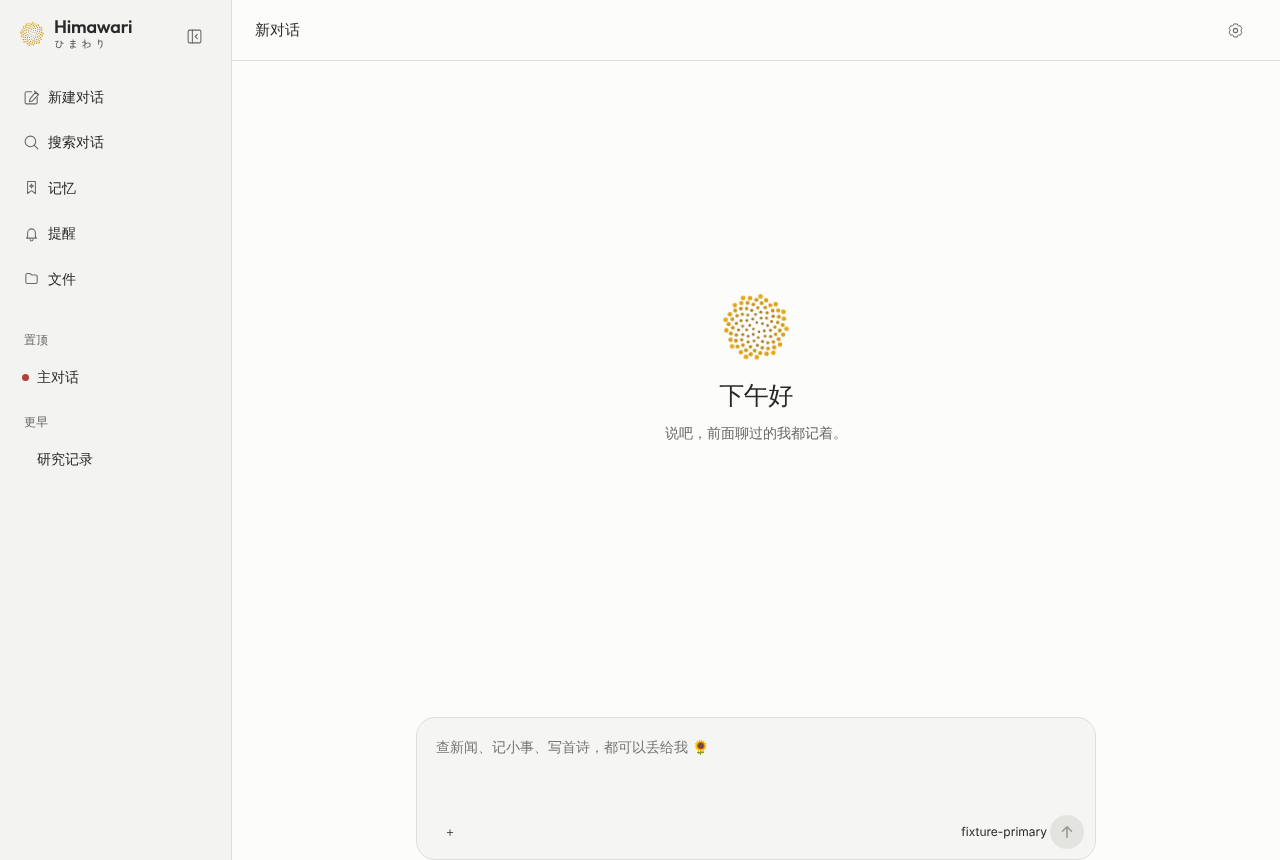 Himawari
ひまわり
新建对话
搜索对话
记忆
提醒
文件
置顶
主对话
更早
研究记录
新对话
下午好
说吧，前面聊过的我都记着。
查新闻、记小事、写首诗，都可以丢给我 🌻
+
fixture-primary